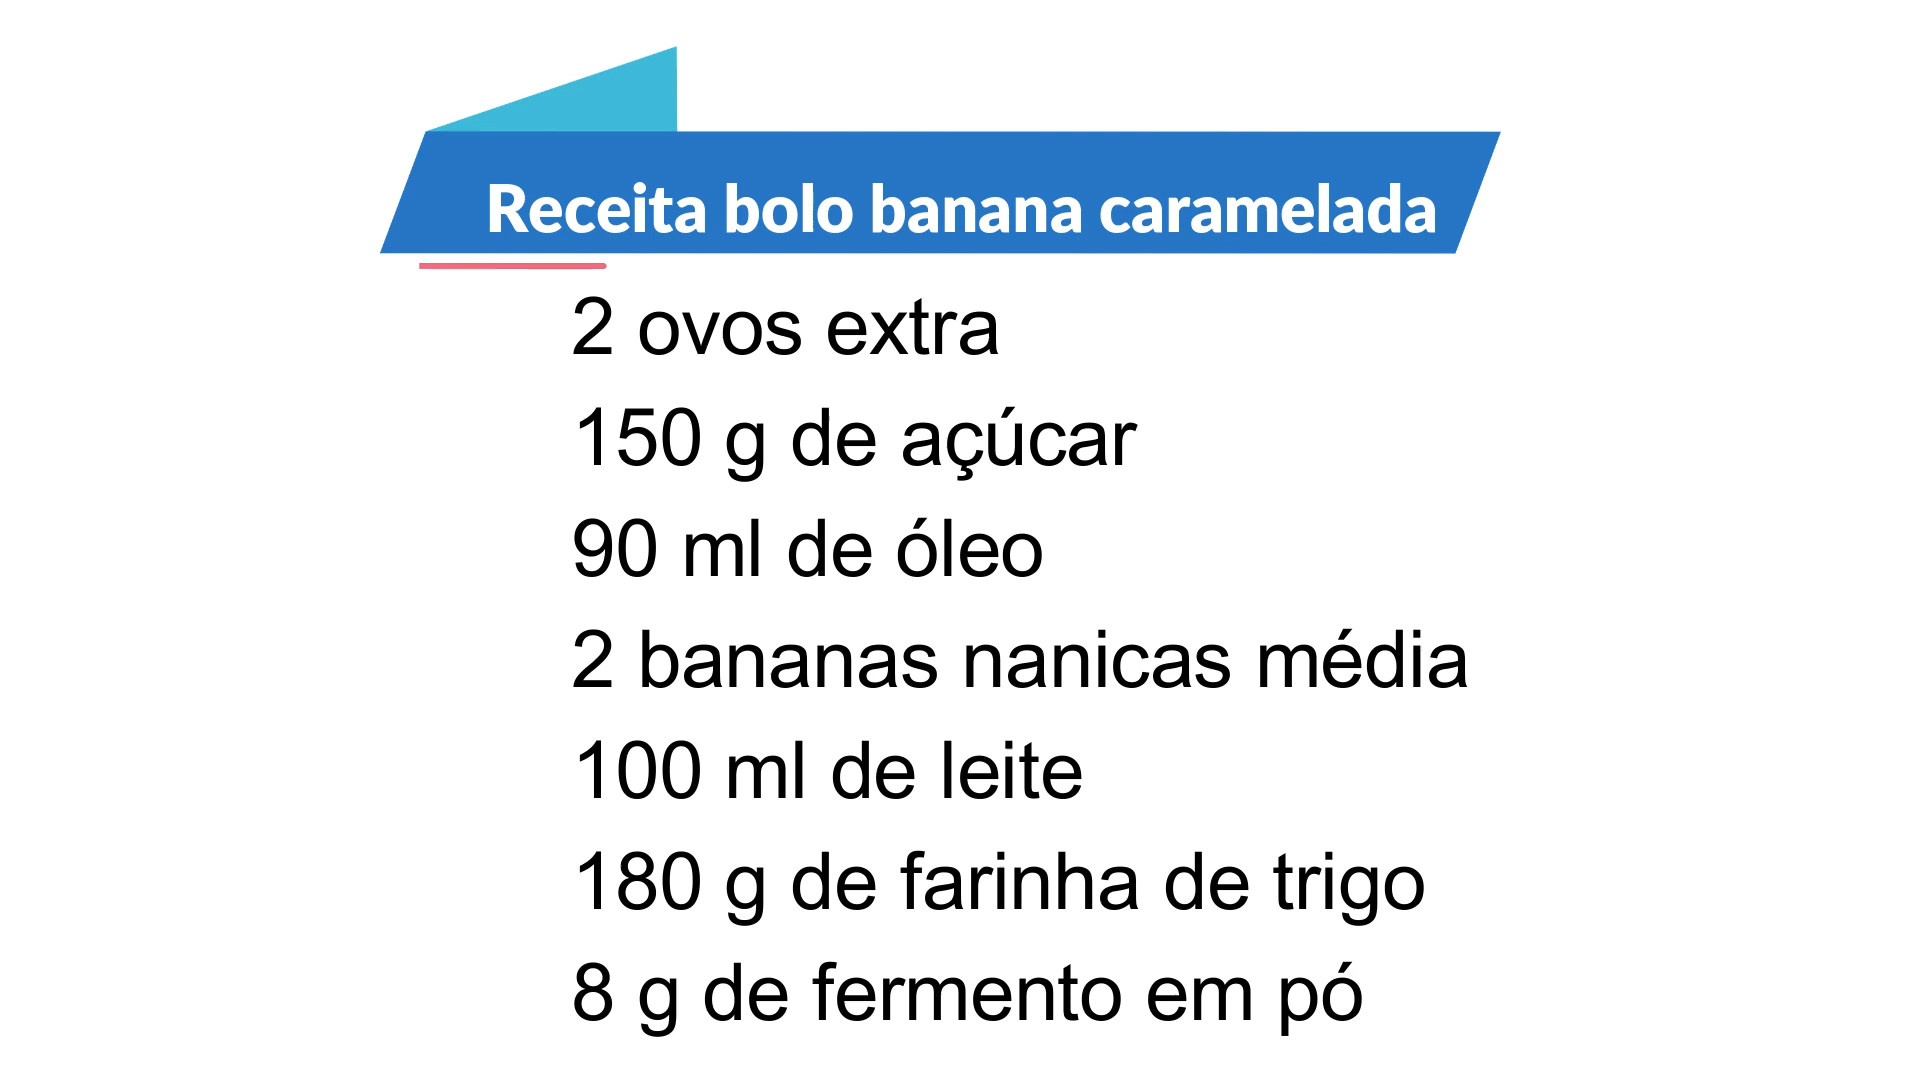 Receita bolo banana caramelada
2 ovos extra
150 g de açúcar
90 ml de óleo
2 bananas nanicas média
100 ml de leite
180 g de farinha de trigo
8 g de fermento em pó